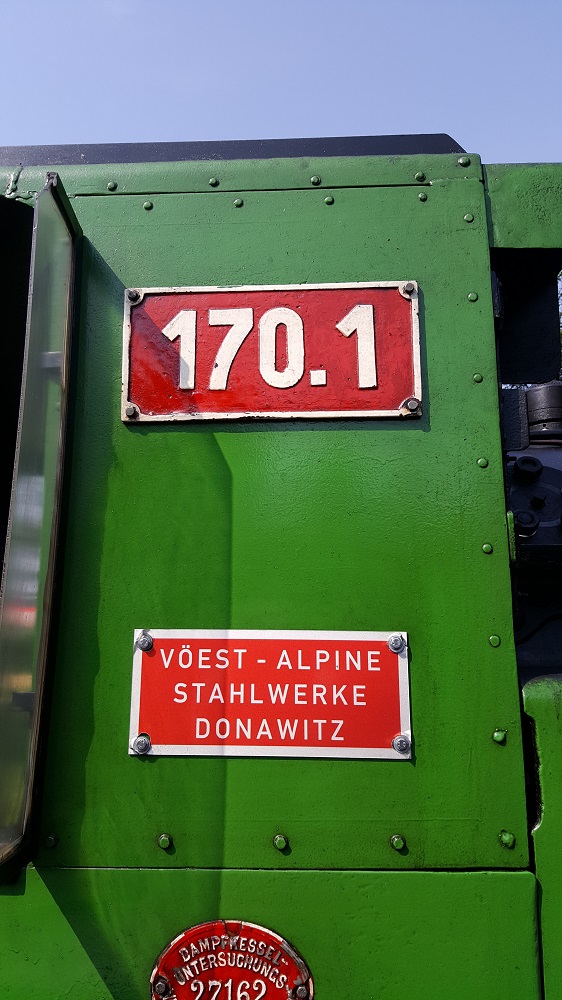 170.1
VÖEST - ALPINE
STAHLWERKE
DONAWITZ
DAMPFKESSEL-
UNTERSUCHUNGS
27162